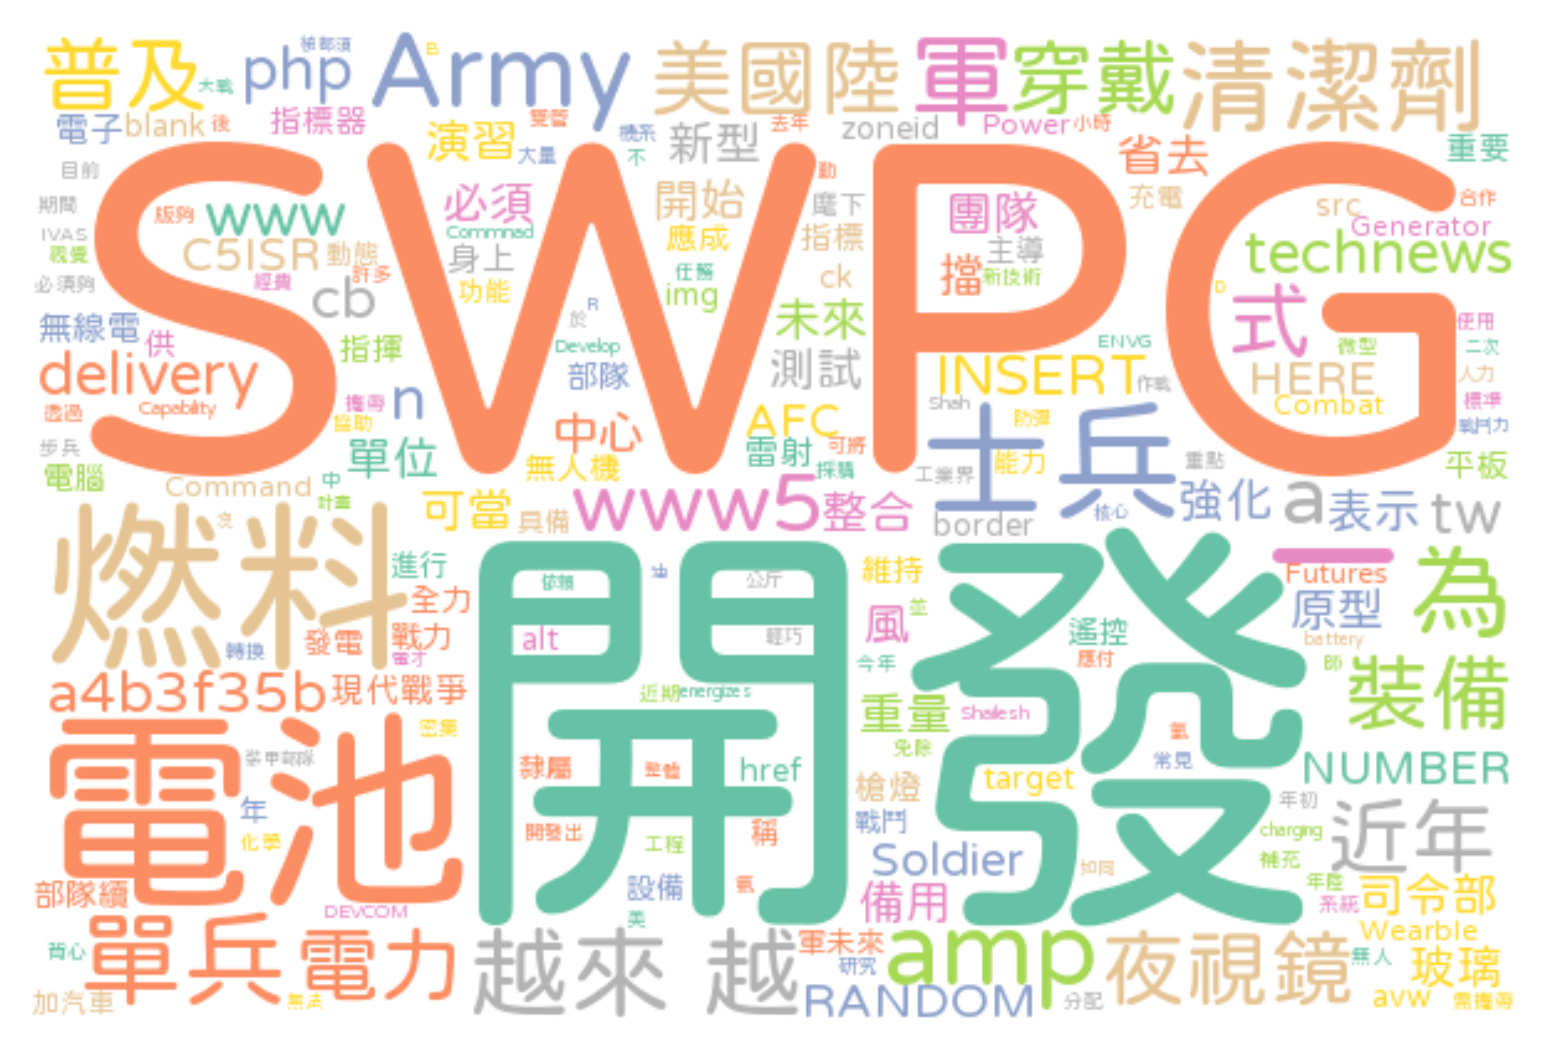 普及
大戰
php
Army
B
美國陸
軍
穿戴
清潔劑
電子
blank
後
指標器
演習
大量
雙管
機系
不
新型
去年
zoneid
Power
小時
省去
重要
目前
SWPG
期間
版夠
www
必須
Commnad
開始
動
麾下
團隊
充電
src
合作
Generator
IVAS
視覺
C5ISR
動態
身上
應成
指標
主導
technews
必須夠
經費
許多
cb
功能
任務
img
ck
擋
新技術
D
式
R
於
未來
無線電
供
指揮
Develop
部隊
測試
ENVG
微型
使用
二次
delivery
攜帶
n
INSERT
作戰
HERE
人力
透過
Capability
協助
中心
AFC
Shah
防彈
Combat
標準
戰鬥力
步兵
單位
無人機
雷射
可將
採購
士兵
能力
重點
平板
電腦
Command
中
計畫
可當
具備
www5
整合
工業界
border
核心
強化
a
表示
tw
燃料
沒
進行
全力
開發
依賴
油
公斤
維持
一
Futures
為
轉換
發電
戰力
電才
alt
輕巧
風
並
遙控
原型
battery
a4b3f35b
現代戰爭
近期
energizes
今年
應付
師
裝備
電池
裝甲部隊
密集
隸屬
整體
href
重量
Shailesh
免除
氫
常見
target
NUMBER
年
化學
開發出
工程
稱
槍燈
戰鬥
年初
charging
近年
部隊續
DEVCOM
設備
氨
美
Soldier
備用
如同
補充
年陸
系統
司令部
背心
單兵
電力
越來
越
軍未來
研究
amp
夜視鏡
無人
Wearble
玻璃
加汽車
無法
RANDOM
分配
avw
需攜帶